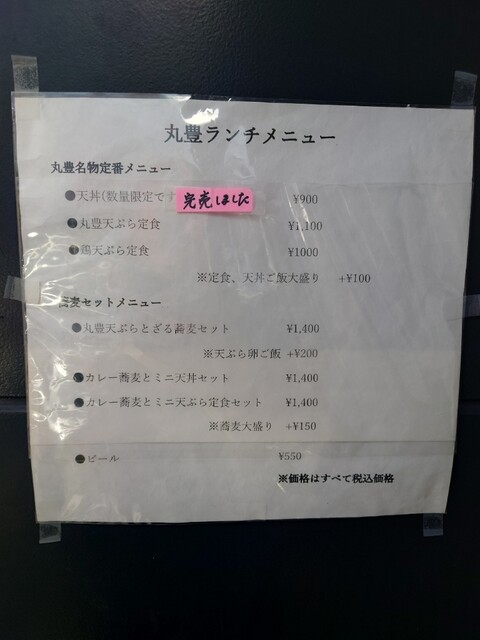 丸豊ランチメニュー
丸豊名物定番メニュー
●天丼(数量限定です 完売しました ¥900
●丸豊天ぷら定食 ¥1,100
●鶏天ぷら定食 ¥1000
※定食、天丼ご飯大盛り +¥100
蕎麦セットメニュー
●丸豊天ぷらとざる蕎麦セット ¥1,400
※天ぷら卵ご飯 +¥200
●カレー蕎麦とミニ天丼セット ¥1,400
●カレー蕎麦とミニ天ぷら定食セット ¥1,400
※蕎麦大盛り +¥150
●ビール ¥550
※価格はすべて税込価格